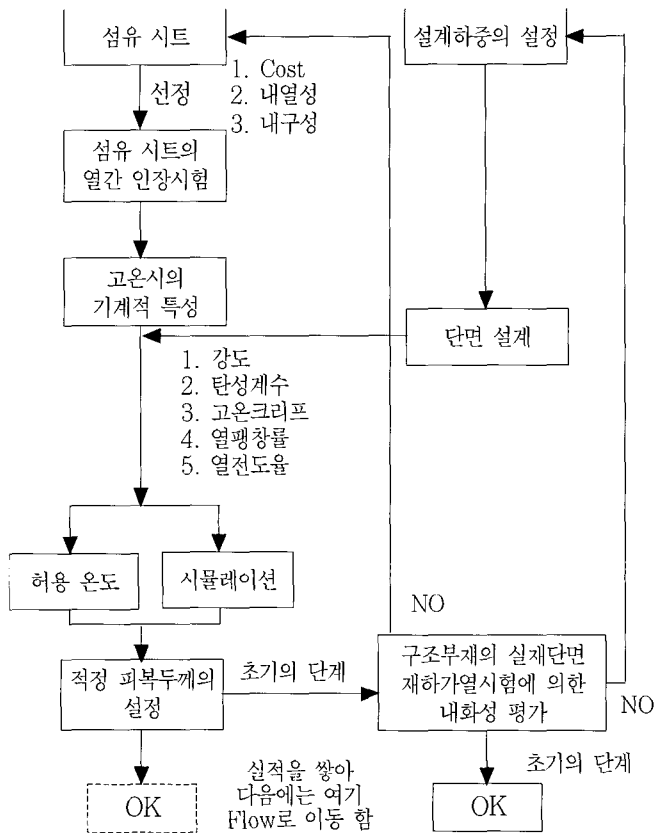 섬유 시트
설계하중의 설정
선정
1. Cost
2. 내열성
3. 내구성
섬유 시트의
열간 인장시험
고온시의
기계적 특성
단면 설계
1. 강도
2. 탄성계수
3. 고온크리프
4. 열팽창률
5. 열전도율
허용 온도
시뮬레이션
NO
적정 피복두께의
설정
초기의 단계
구조부재의 실재단면
재하가열시험에 의한
내화성 평가
NO
초기의 단계
OK
실적을 쌓아
다음에는 여기
Flow로 이동 함
OK